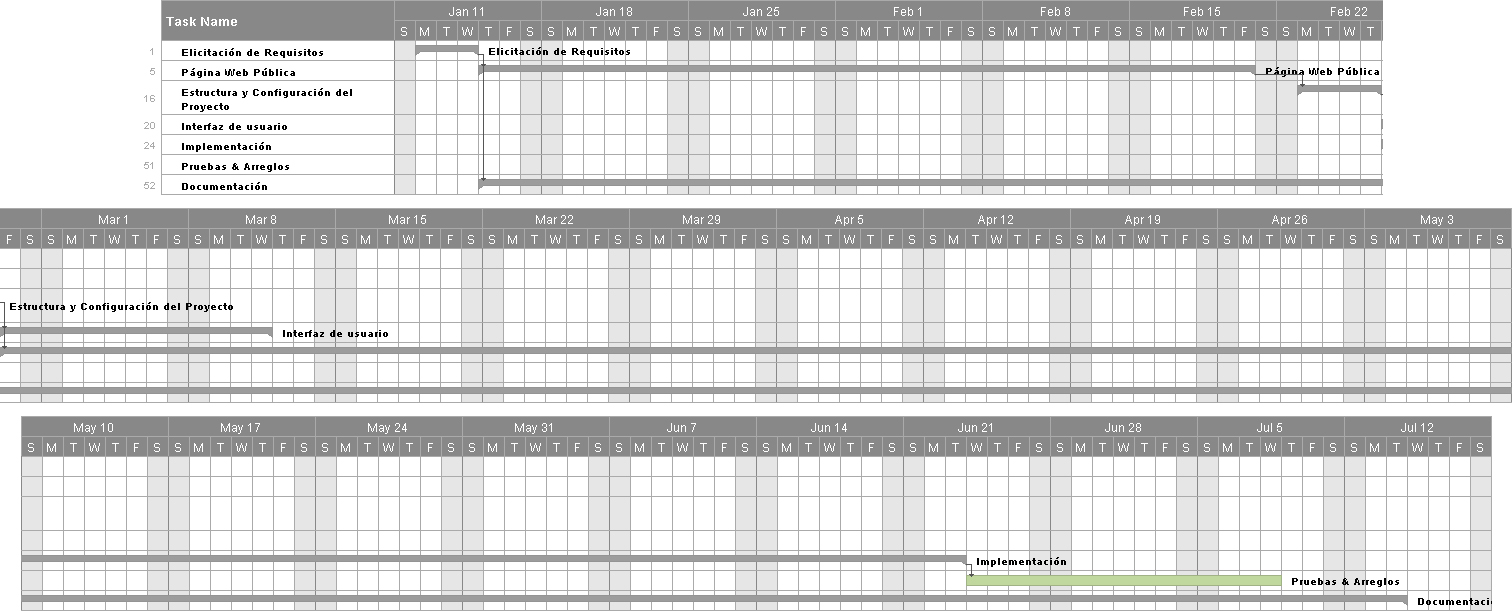 Task Name
Jan 11 Jan 18 Jan 25 Feb 1 Feb 8 Feb 15 Feb 22
S M T W T F S S M T W T F S S M T W T F S S M T W T F S S M T W T F S S M T W T F S S M T W T
1 Elicitación de Requisitos Elicitación de Requisitos
5 Página Web Pública Página Web Pública
16 Estructura y Configuración del
Proyecto
20 Interfaz de usuario
24 Implementación
51 Pruebas & Arreglos
52 Documentación
Mar 1 Mar 8 Mar 15 Mar 22 Mar 29 Apr 5 Apr 12 Apr 19 Apr 26 May 3
F S S M T W T F S S M T W T F S S M T W T F S S M T W T F S S M T W T F S S M T W T F S S M T W T F S S M T W T F S S M T W T F S S M T W T F S
Estructura y Configuración del Proyecto
Interfaz de usuario
May 10 May 17 May 24 May 31 Jun 7 Jun 14 Jun 21 Jun 28 Jul 5 Jul 12
S M T W T F S S M T W T F S S M T W T F S S M T W T F S S M T W T F S S M T W T F S S M T W T F S S M T W T F S S M T W T F S S M T W T F S
Implementación
Pruebas & Arreglos
Documentaci